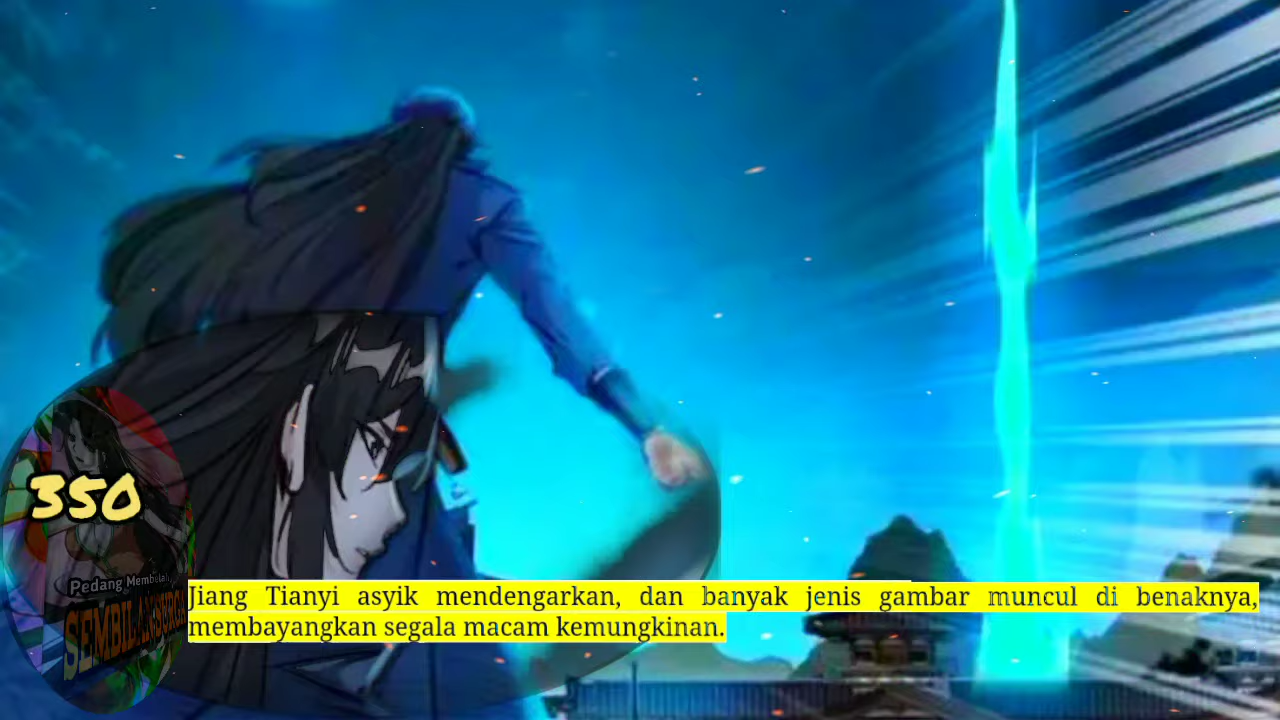 350
Pedang Membelah
SEMBILAN SURGA
Jiang Tianyi asyik mendengarkan, dan banyak jenis gambar muncul di benaknya,
membayangkan segala macam kemungkinan.